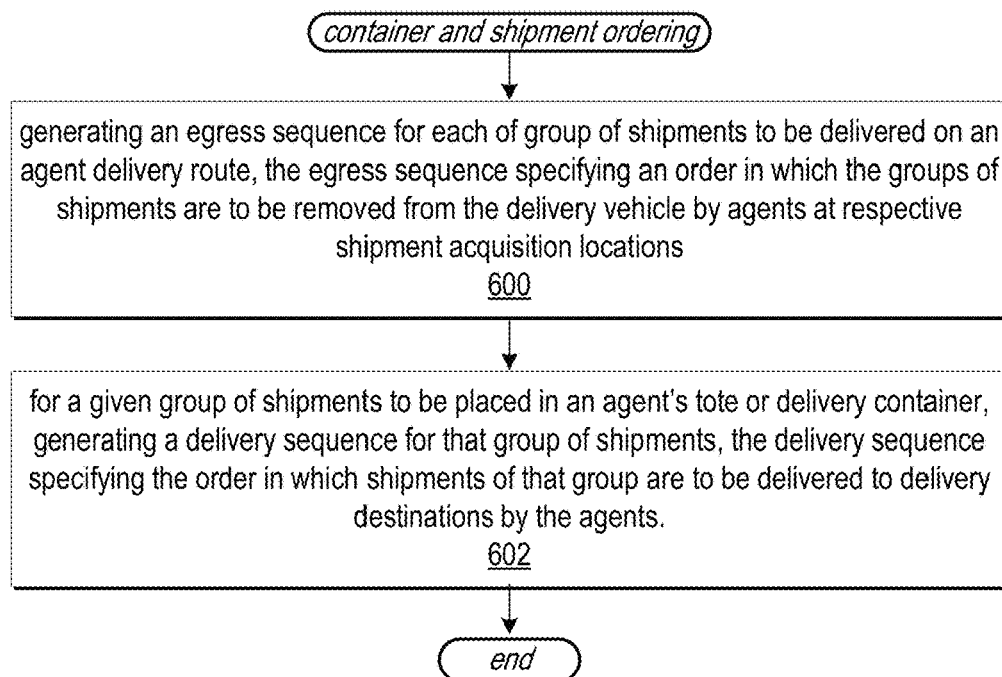 container and shipment ordering
generating an egress sequence for each of group of shipments to be delivered on an
agent delivery route, the egress sequence specifying an order in which the groups of
shipments are to be removed from the delivery vehicle by agents at respective
shipment acquisition locations
600
for a given group of shipments to be placed in an agent's tote or delivery container,
generating a delivery sequence for that group of shipments, the delivery sequence
specifying the order in which shipments of that group are to be delivered to delivery
destinations by the agents.
602
end